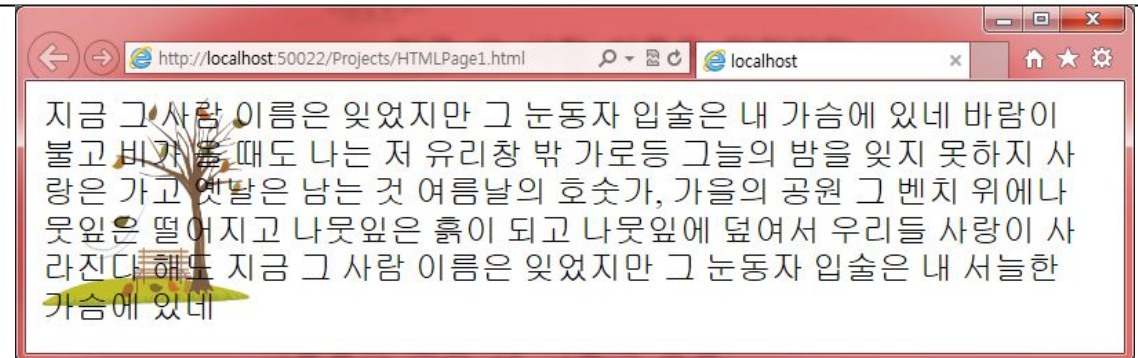 http://localhost:50022/Projects/HTMLPage1.html
localhost
지금 그 사람 이름은 잊었지만 그 눈동자 입술은 내 가슴에 있네 바람이
불고 비가 올 때도 나는 저 유리창 밖 가로등 그늘의 밤을 잊지 못하지 사
랑은 가고 옛날은 남는 것 여름날의 호숫가, 가을의 공원 그 벤치 위에나
뭇잎은 떨어지고 나뭇잎은 흙이 되고 나뭇잎에 덮여서 우리들 사랑이 사
라진다 해도 지금 그 사람 이름은 잊었지만 그 눈동자 입술은 내 서늘한
가슴에 있네